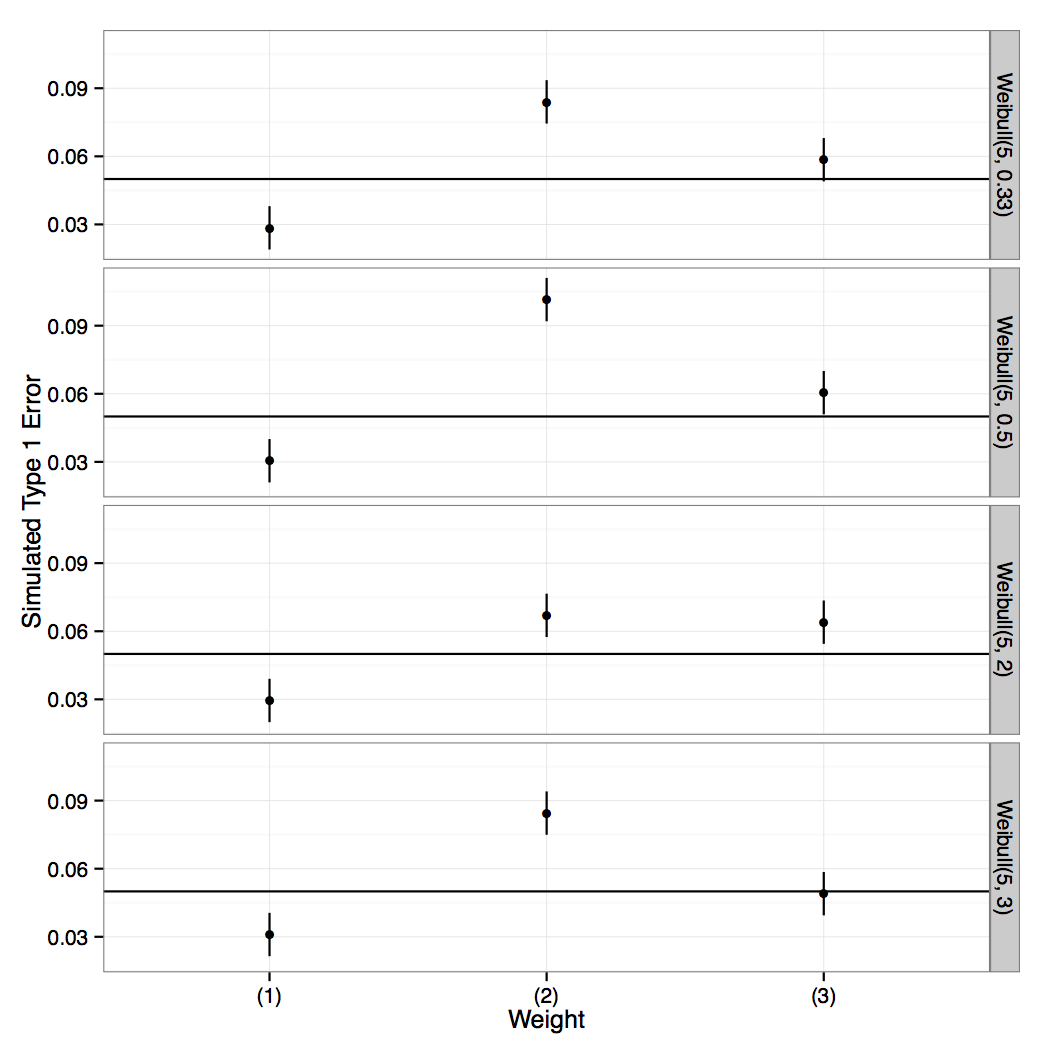 Simulated Type 1 Error
0.09
0.06
0.03
Weibull(5, 0.33)
0.09
0.06
0.03
Weibull(5, 0.5)
0.09
0.06
0.03
Weibull(5, 2)
0.09
0.06
0.03
Weibull(5, 3)
(1) (2) (3)
Weight